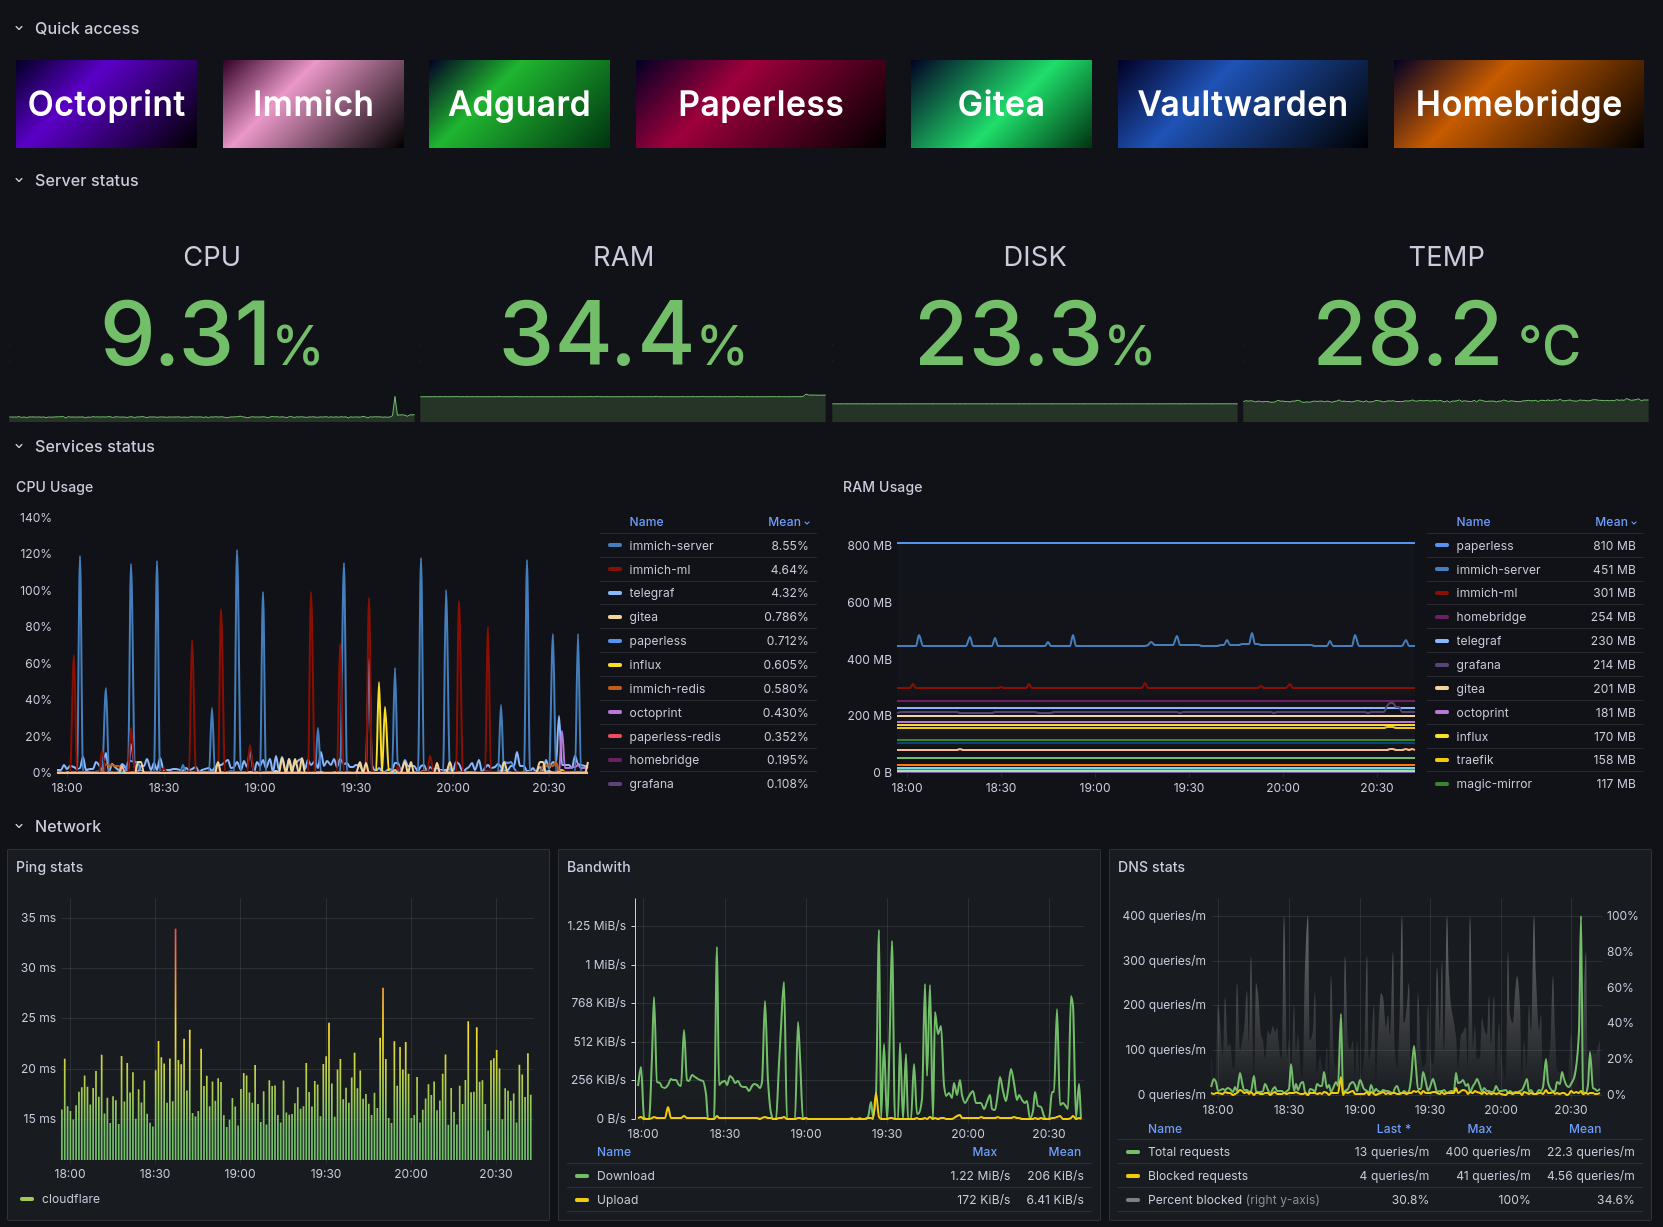 Quick access
Octoprint Immich Adguard Paperless Gitea Vaultwarden Homebridge
Server status
CPU RAM DISK TEMP
9.31% 34.4% 23.3% 28.2 °C
Services status
CPU Usage
140%
120%
100%
80%
60%
40%
20%
0%
18:00 18:30 19:00 19:30 20:00 20:30
Name Mean
immich-server 8.55%
immich-ml 4.64%
telegraf 4.32%
gitea 0.786%
paperless 0.712%
influx 0.605%
immich-redis 0.580%
octoprint 0.430%
paperless-redis 0.352%
homebridge 0.195%
grafana 0.108%
RAM Usage
800 MB
600 MB
400 MB
200 MB
0 B
18:00 18:30 19:00 19:30 20:00 20:30
Name Mean
paperless 810 MB
immich-server 451 MB
immich-ml 301 MB
homebridge 254 MB
telegraf 230 MB
grafana 214 MB
gitea 201 MB
octoprint 181 MB
influx 170 MB
traefik 158 MB
magic-mirror 117 MB
Network
Ping stats
35 ms
30 ms
25 ms
20 ms
15 ms
18:00 18:30 19:00 19:30 20:00 20:30
cloudflare
Bandwith
1.25 MiB/s
1 MiB/s
768 KiB/s
512 KiB/s
256 KiB/s
0 B/s
18:00 18:30 19:00 19:30 20:00 20:30
Name Max Mean
Download 1.22 MiB/s 206 KiB/s
Upload 172 KiB/s 6.41 KiB/s
DNS stats
400 queries/m
300 queries/m
200 queries/m
100 queries/m
0 queries/m
100%
80%
60%
40%
20%
0%
18:00 18:30 19:00 19:30 20:00 20:30
Name Last * Max Mean
Total requests 13 queries/m 400 queries/m 22.3 queries/m
Blocked requests 4 queries/m 41 queries/m 4.56 queries/m
Percent blocked (right y-axis) 30.8% 100% 34.6%